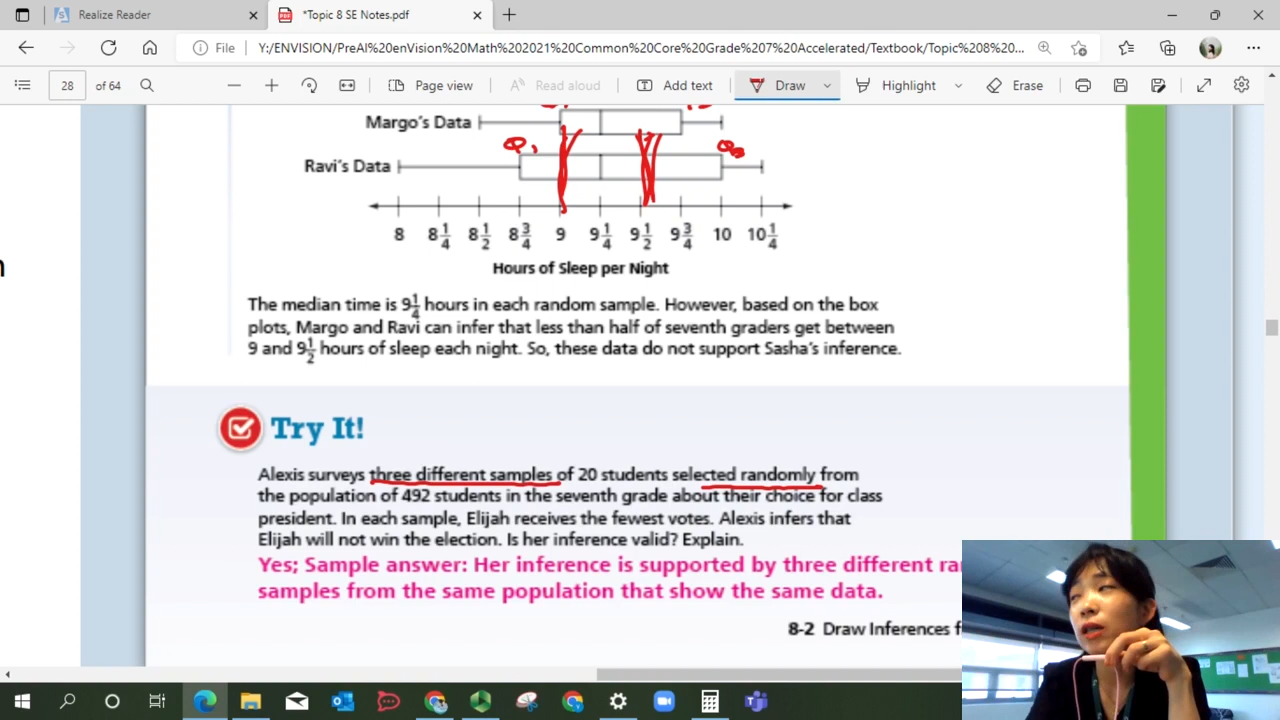 Realize Reader
*Topic 8 SE Notes.pdf
File
Y:/ENVISION/PreAl%20enVision%20Math%202021%20Common%20Core%20Grade%207%20Accelerated/Textbook/Topic%208%20...
28 of 64
Page view
Read aloud
Add text
Draw
Highlight
Erase
Margo's Data
Q1 Q3
Ravi's Data
8 8 1/4 8 1/2 8 3/4 9 9 1/4 9 1/2 9 3/4 10 10 1/4
Hours of Sleep per Night
The median time is 9 1/4 hours in each random sample. However, based on the box
plots, Margo and Ravi can infer that less than half of seventh graders get between
9 and 9 1/2 hours of sleep each night. So, these data do not support Sasha's inference.
Try It!
Alexis surveys three different samples of 20 students selected randomly from
the population of 492 students in the seventh grade about their choice for class
president. In each sample, Elijah receives the fewest votes. Alexis infers that
Elijah will not win the election. Is her inference valid? Explain.
Yes; Sample answer: Her inference is supported by three different ra
samples from the same population that show the same data.
8-2 Draw Inferences f